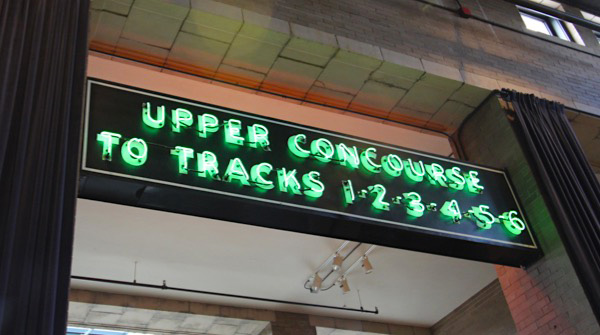 UPPER CONCOURSE
TO TRACKS 1-2-3-4-5-6